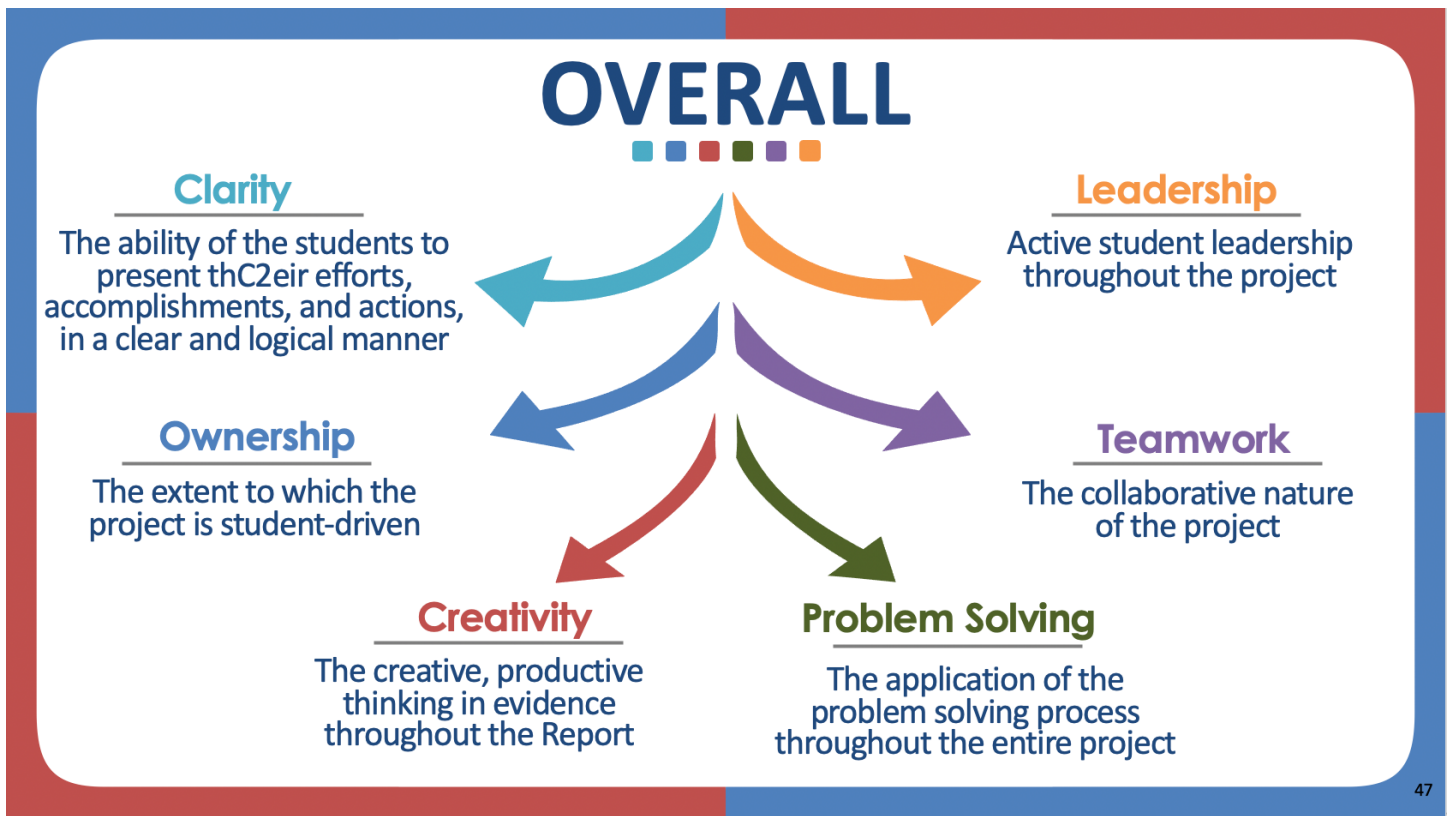 OVERALL
Clarity
The ability of the students to
present thC2eir efforts,
accomplishments, and actions,
in a clear and logical manner
Leadership
Active student leadership
throughout the project
Ownership
The extent to which the
project is student-driven
Teamwork
The collaborative nature
of the project
Creativity
The creative, productive
thinking in evidence
throughout the Report
Problem Solving
The application of the
problem solving process
throughout the entire project
47